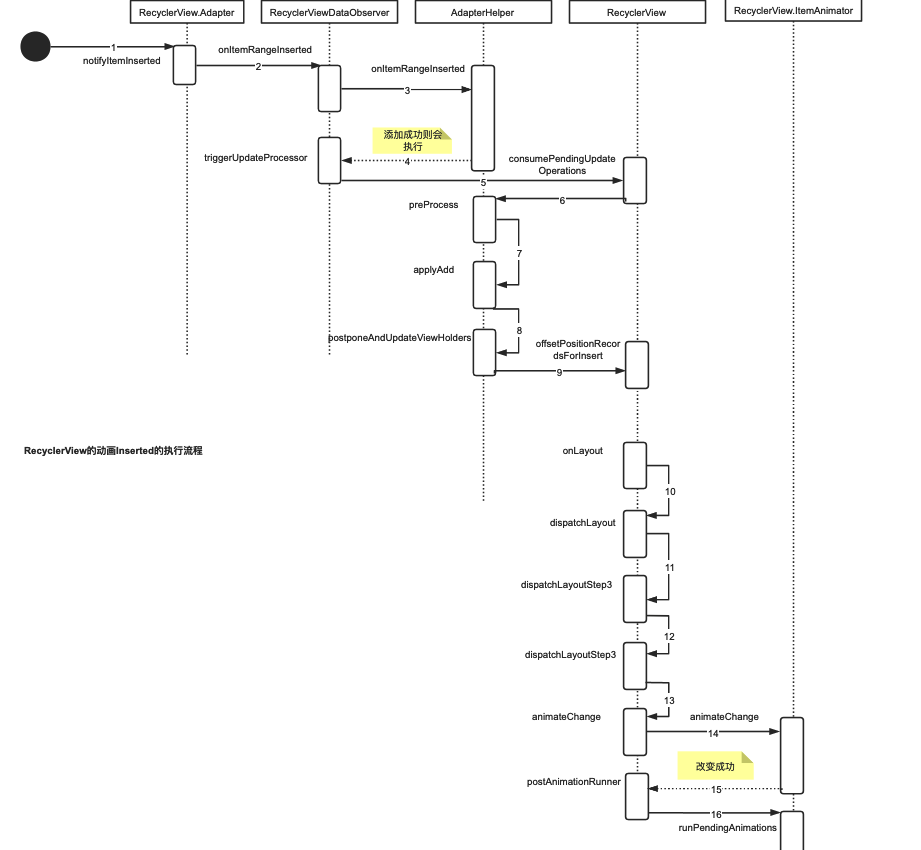 RecyclerView.Adapter
RecyclerViewDataObserver
AdapterHelper
RecyclerView
RecyclerView.ItemAnimator
1
notifyItemInserted
onItemRangeInserted
2
onItemRangeInserted
3
添加成功则会
执行
4
triggerUpdateProcessor
consumePendingUpdate
Operations
5
6
preProcess
7
applyAdd
8
postponeAndUpdateViewHolders
offsetPositionRecor
dsForInsert
9
RecyclerView的动画Inserted的执行流程
onLayout
10
dispatchLayout
11
dispatchLayoutStep3
12
dispatchLayoutStep3
13
animateChange
animateChange
14
改变成功
postAnimationRunner
15
16
runPendingAnimations